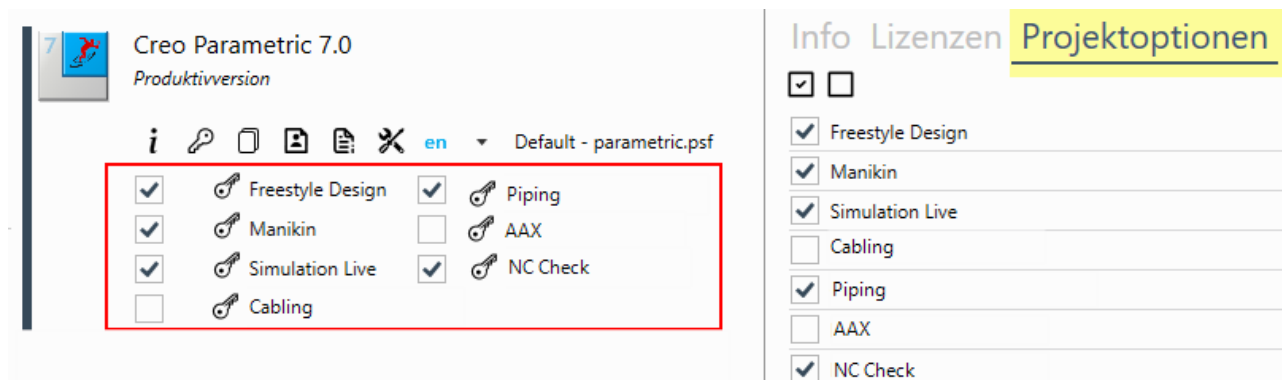 7
Creo Parametric 7.0
Produktivversion
en Default - parametric.psf
Freestyle Design Piping
Manikin AAX
Simulation Live NC Check
Cabling
Info Lizenzen Projektoptionen
Freestyle Design
Manikin
Simulation Live
Cabling
Piping
AAX
NC Check